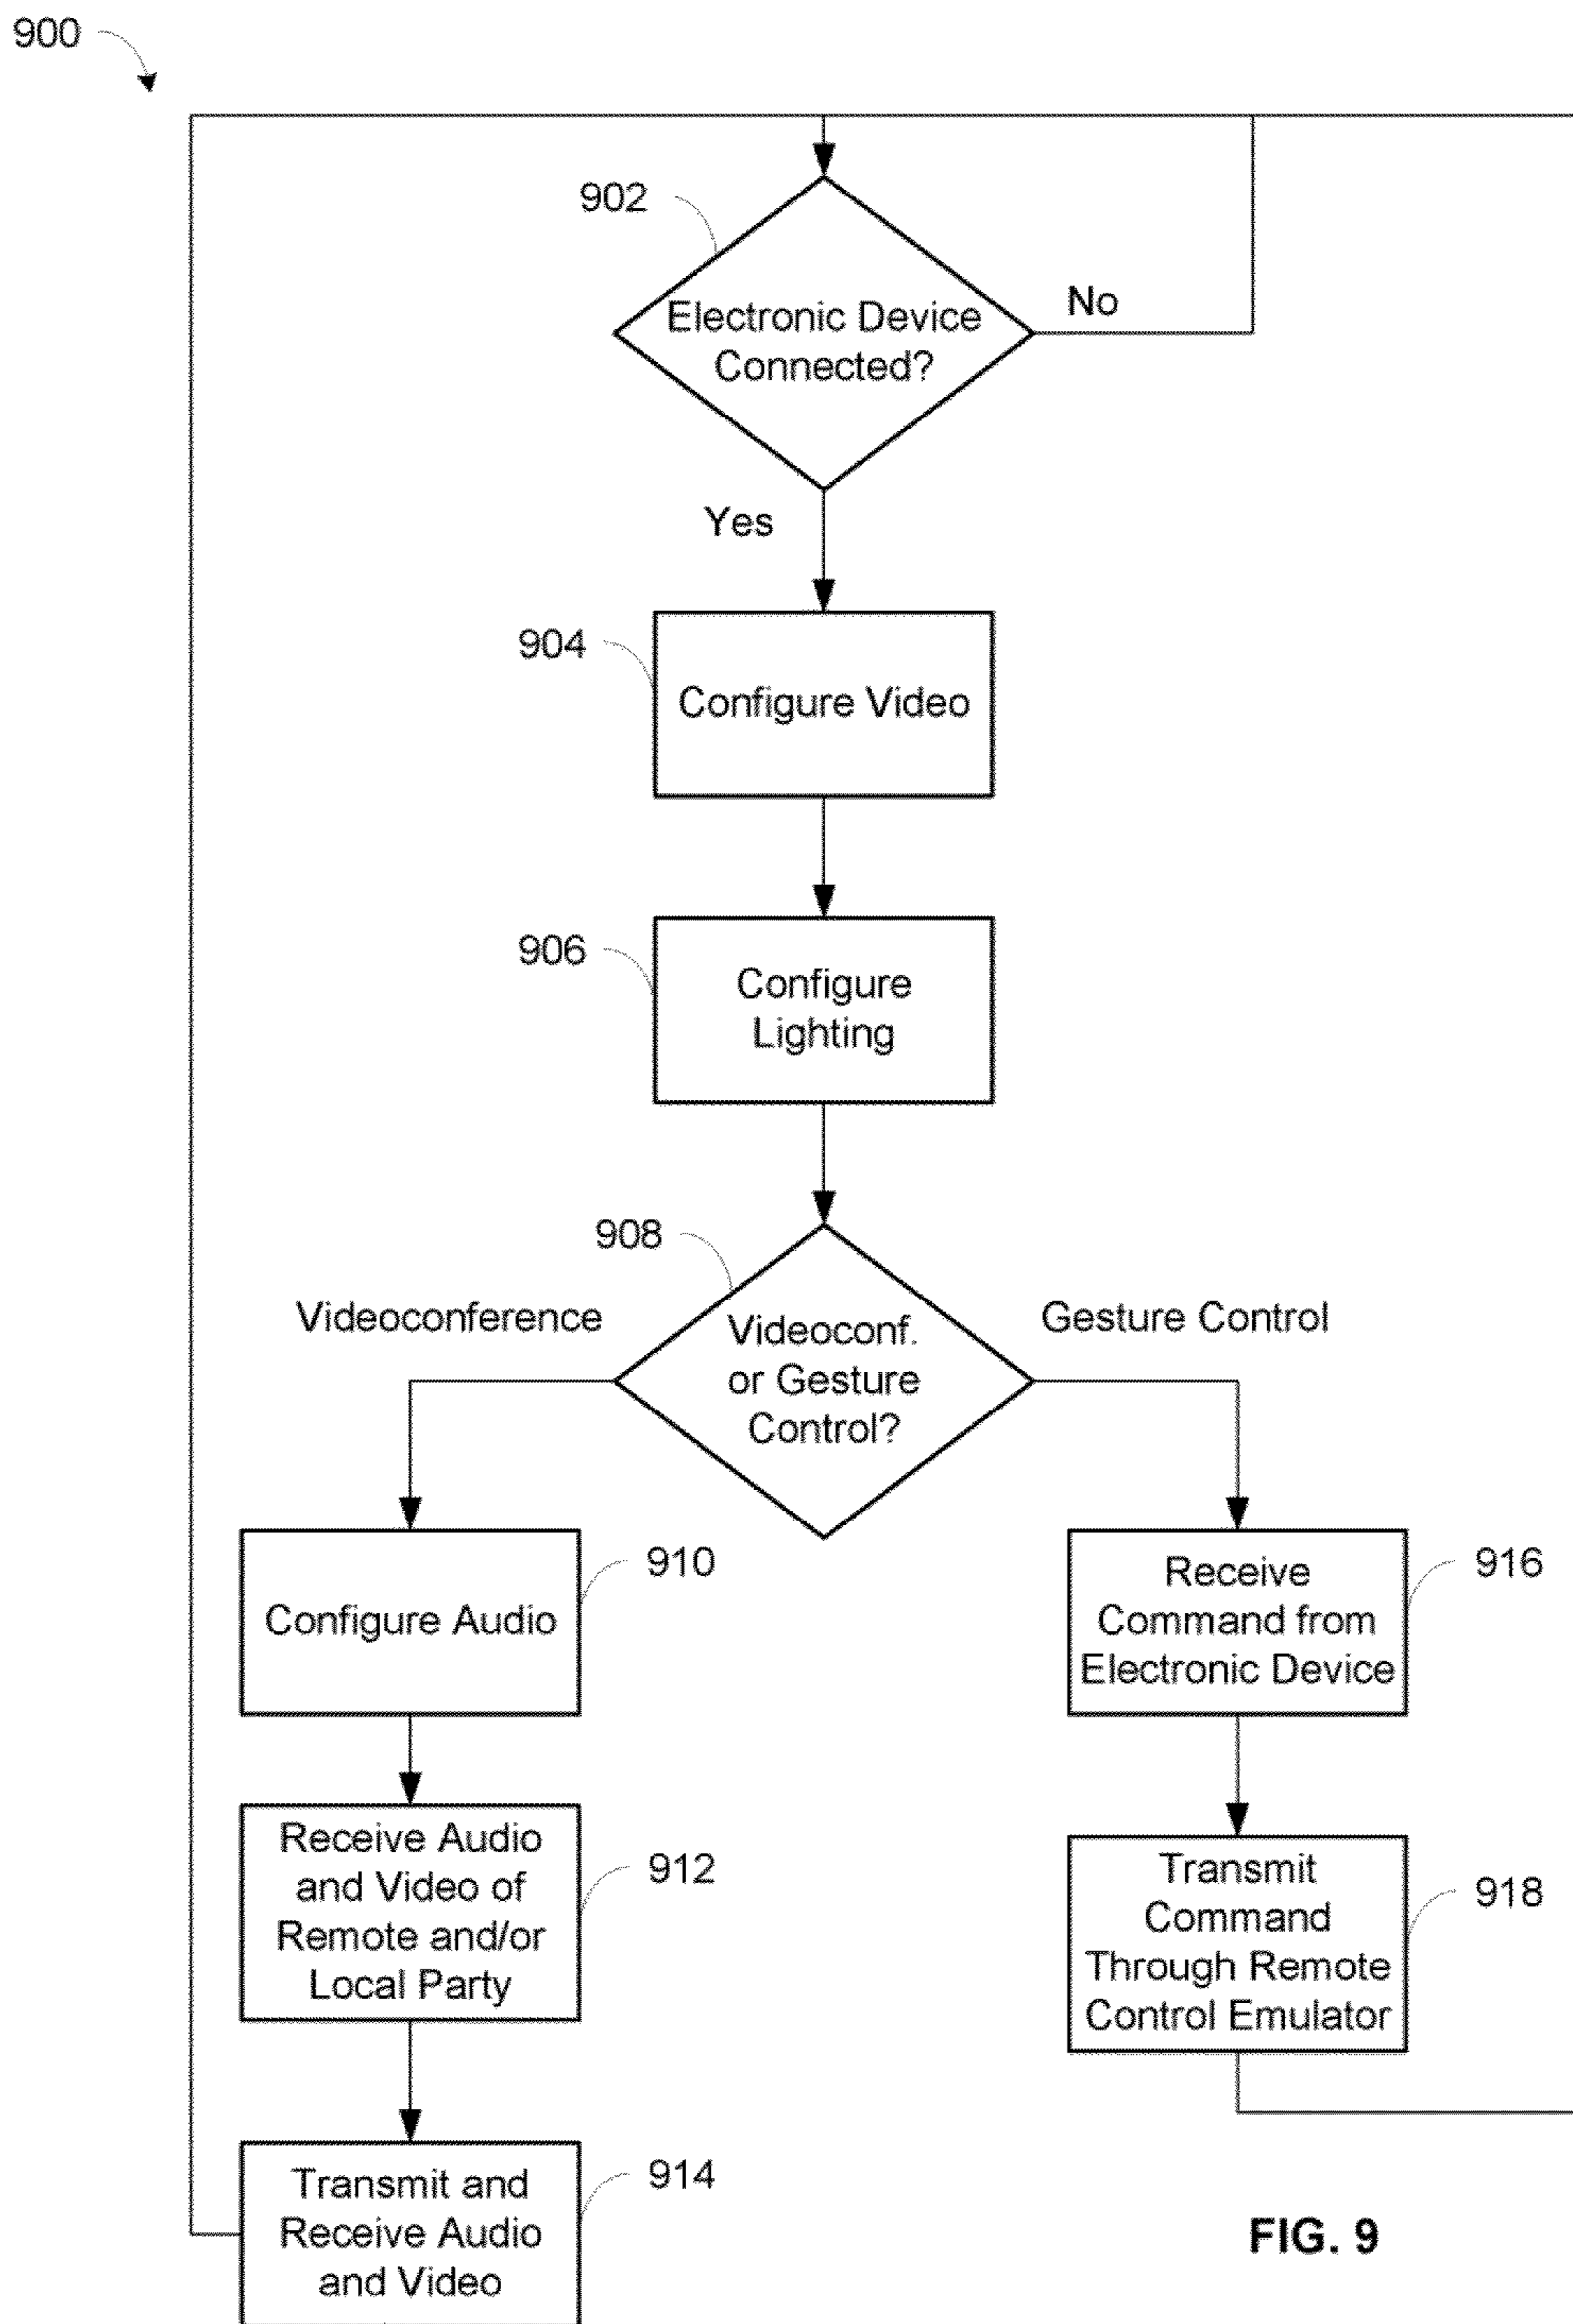 900
902
Electronic Device
Connected?
No
Yes
904
Configure Video
906
Configure
Lighting
908
Videoconference
Videoconf.
or Gesture
Control?
Gesture Control
910
Configure Audio
916
Receive
Command from
Electronic Device
912
Receive Audio
and Video of
Remote and/or
Local Party
918
Transmit
Command
Through Remote
Control Emulator
914
Transmit and
Receive Audio
and Video
FIG. 9